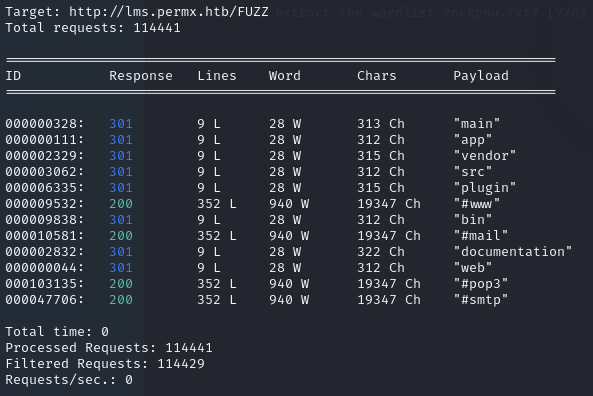 Target: http://lms.permx.htb/FUZZ extract the wordlist rockyou.txt? [Y/n]
Total requests: 114441
=====================================================================
ID           Response   Lines    Word       Chars       Payload
=====================================================================
000000328:   301        9 L      28 W       313 Ch      "main"
000000111:   301        9 L      28 W       312 Ch      "app"
000002329:   301        9 L      28 W       315 Ch      "vendor"
000003062:   301        9 L      28 W       312 Ch      "src"
000006335:   301        9 L      28 W       315 Ch      "plugin"
000009532:   200        352 L    940 W      19347 Ch    "#www"
000009838:   301        9 L      28 W       312 Ch      "bin"
000010581:   200        352 L    940 W      19347 Ch    "#mail"
000002832:   301        9 L      28 W       322 Ch      "documentation"
000000044:   301        9 L      28 W       312 Ch      "web"
000103135:   200        352 L    940 W      19347 Ch    "#pop3"
000047706:   200        352 L    940 W      19347 Ch    "#smtp"
Total time: 0
Processed Requests: 114441
Filtered Requests: 114429
Requests/sec.: 0